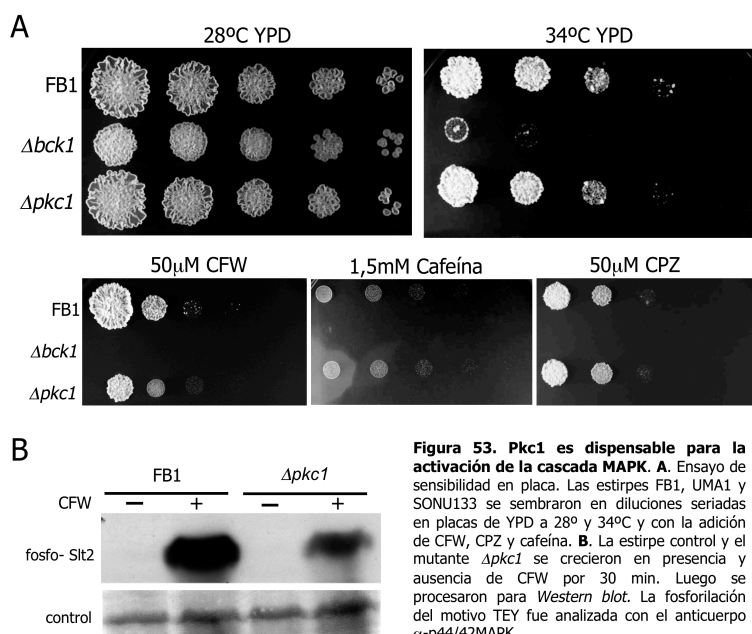 A
28ºC YPD
34ºC YPD
FB1
Δbck1
Δpkc1
50μM CFW
1,5mM Cafeína
50μM CPZ
FB1
Δbck1
Δpkc1
B
FB1
Δpkc1
CFW
− + − +
fosfo- Slt2
control
Figura 53. Pkc1 es dispensable para la
activación de la cascada MAPK. A. Ensayo de
sensibilidad en placa. Las estirpes FB1, UMA1 y
SONU133 se sembraron en diluciones seriadas
en placas de YPD a 28º y 34ºC y con la adición
de CFW, CPZ y cafeína. B. La estirpe control y el
mutante Δpkc1 se crecieron en presencia y
ausencia de CFW por 30 min. Luego se
procesaron para Western blot. La fosforilación
del motivo TEY fue analizada con el anticuerpo
α-p44/42MAPK